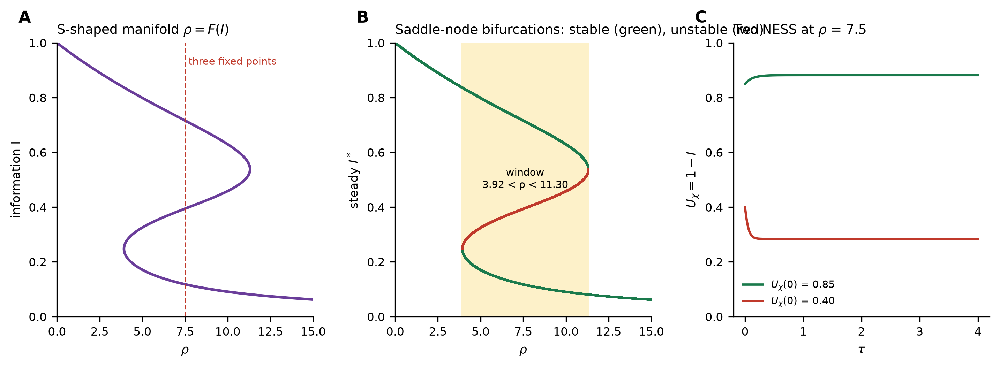 A
S-shaped manifold ρ = F(I)
1.0
0.8
0.6
0.4
0.2
0.0
information I
three fixed points
0.0 2.5 5.0 7.5 10.0 12.5 15.0
ρ
B
Saddle-node bifurcations: stable (green), unstable (red)
1.0
0.8
0.6
0.4
0.2
0.0
steady I*
window
3.92 < ρ < 11.30
0.0 2.5 5.0 7.5 10.0 12.5 15.0
ρ
C
Two NESS at ρ = 7.5
1.0
0.8
0.6
0.4
0.2
0.0
Uχ = 1 − I
Uχ(0) = 0.85
Uχ(0) = 0.40
0 1 2 3 4
τ